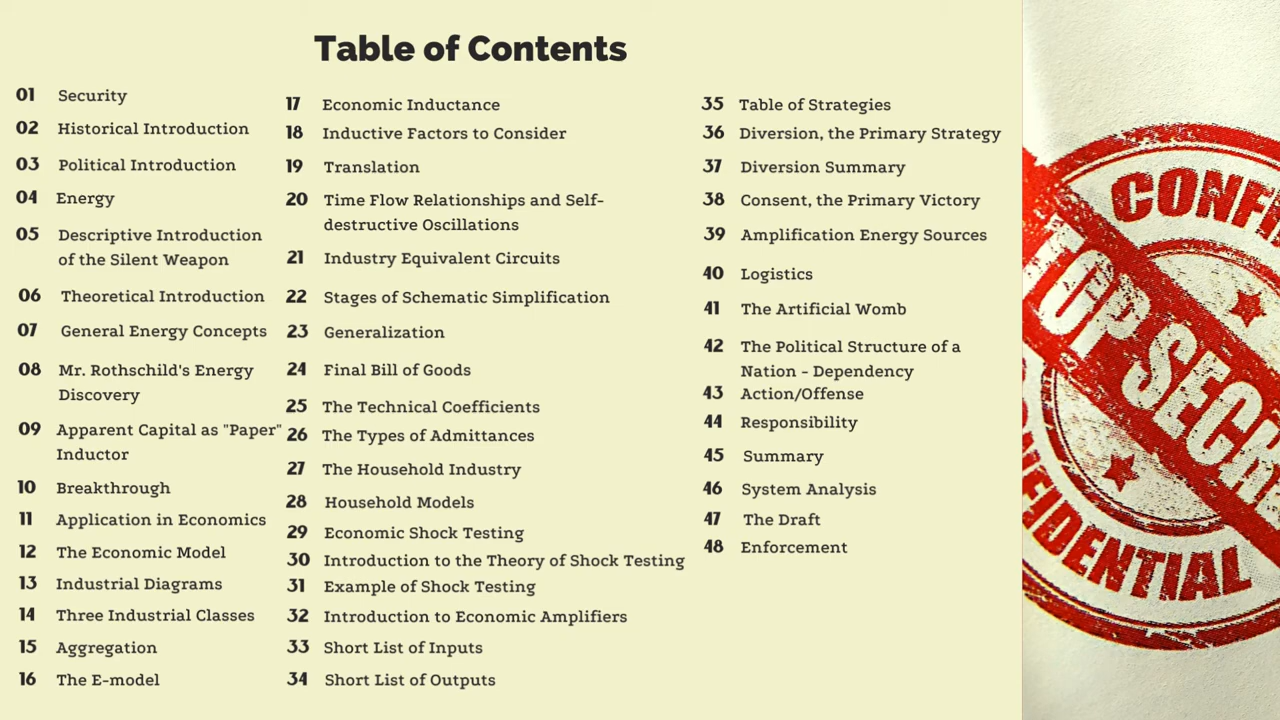 Table of Contents
01 Security
02 Historical Introduction
03 Political Introduction
04 Energy
05 Descriptive Introduction
of the Silent Weapon
06 Theoretical Introduction
07 General Energy Concepts
08 Mr. Rothschild's Energy
Discovery
09 Apparent Capital as "Paper"
Inductor
10 Breakthrough
11 Application in Economics
12 The Economic Model
13 Industrial Diagrams
14 Three Industrial Classes
15 Aggregation
16 The E-model
17 Economic Inductance
18 Inductive Factors to Consider
19 Translation
20 Time Flow Relationships and Self-
destructive Oscillations
21 Industry Equivalent Circuits
22 Stages of Schematic Simplification
23 Generalization
24 Final Bill of Goods
25 The Technical Coefficients
26 The Types of Admittances
27 The Household Industry
28 Household Models
29 Economic Shock Testing
30 Introduction to the Theory of Shock Testing
31 Example of Shock Testing
32 Introduction to Economic Amplifiers
33 Short List of Inputs
34 Short List of Outputs
35 Table of Strategies
36 Diversion, the Primary Strategy
37 Diversion Summary
38 Consent, the Primary Victory
39 Amplification Energy Sources
40 Logistics
41 The Artificial Womb
42 The Political Structure of a
Nation - Dependency
43 Action/Offense
44 Responsibility
45 Summary
46 System Analysis
47 The Draft
48 Enforcement
CONFI
TOP SECR
FIDENTIAL